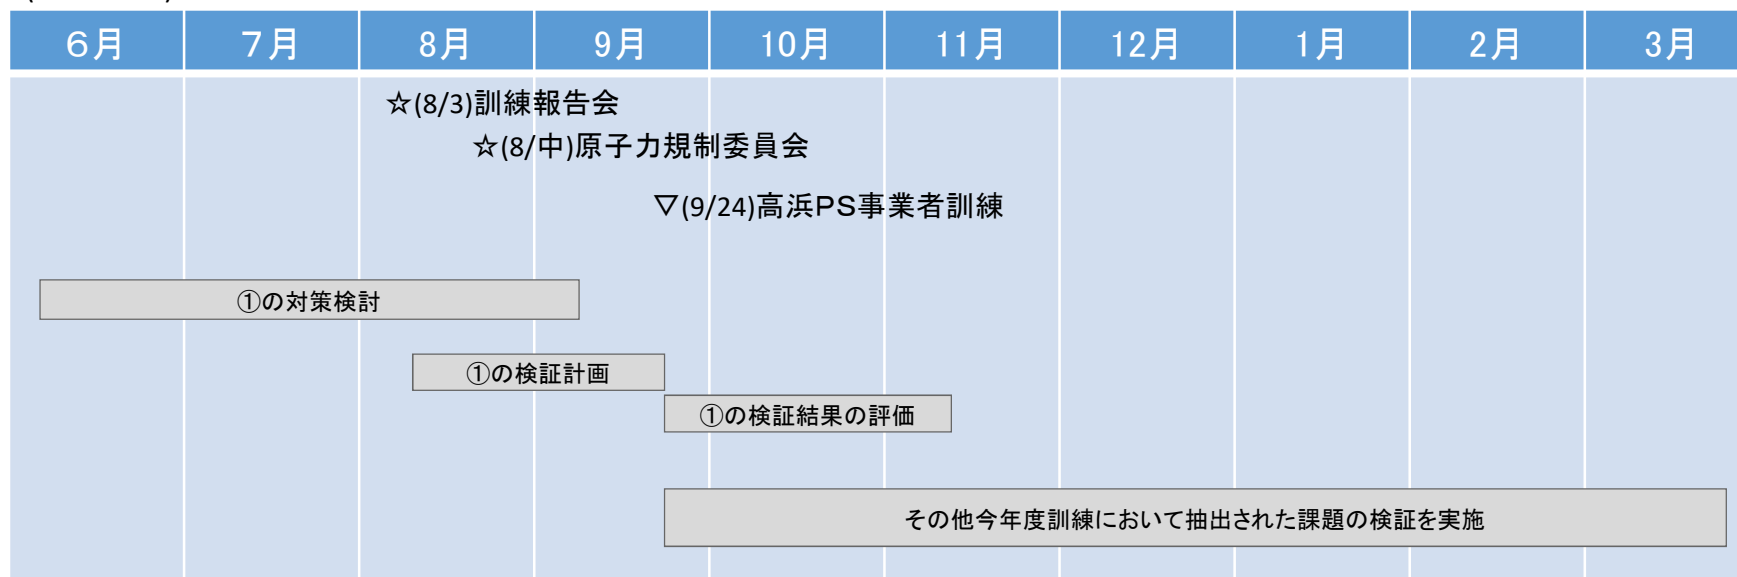 ６月 ７月 8月 9月 10月 11月 12月 1月 2月 3月
☆(8/3)訓練報告会
☆(8/中)原子力規制委員会
▽(9/24)高浜PS事業者訓練
①の対策検討
①の検証計画
①の検証結果の評価
その他今年度訓練において抽出された課題の検証を実施